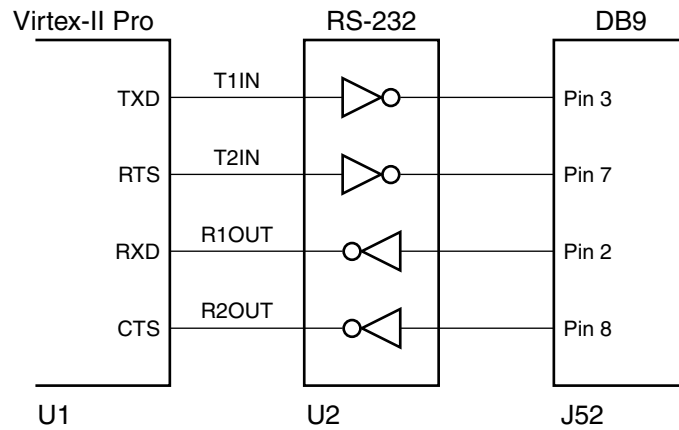 Virtex-II Pro RS-232 DB9
TXD T1IN Pin 3
RTS T2IN Pin 7
RXD R1OUT Pin 2
CTS R2OUT Pin 8
U1 U2 J52